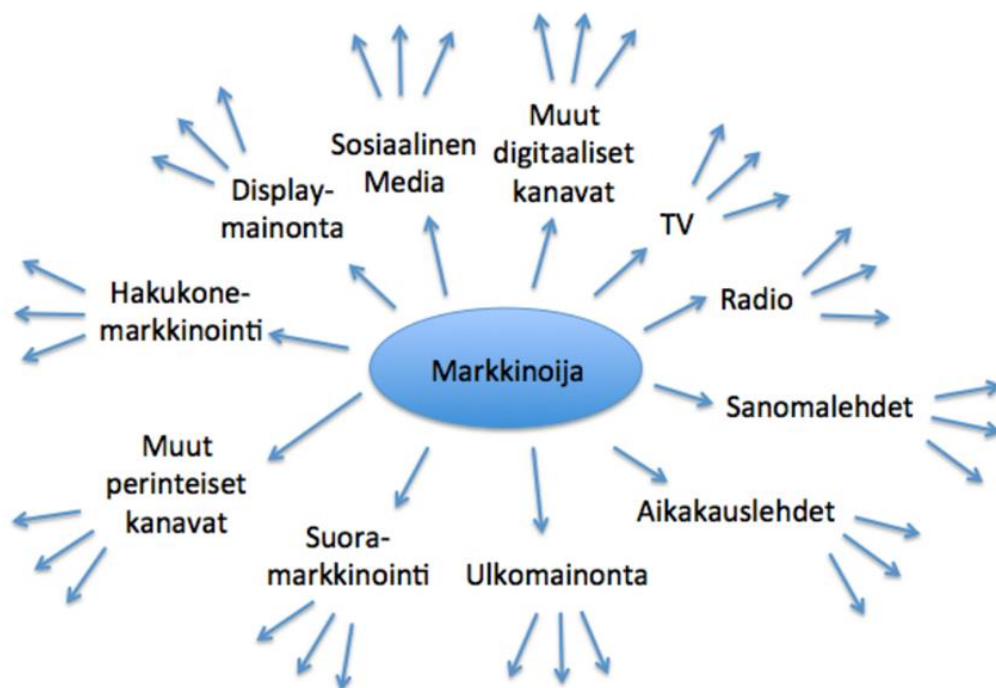 Muut
digitaaliset
kanavat
Sosiaalinen
Media
Display-
mainonta
TV
Hakukone-
markkinointi
Radio
Markkinoija
Sanomalehdet
Muut
perinteiset
kanavat
Aikakauslehdet
Suora-
markkinointi
Ulkomainonta